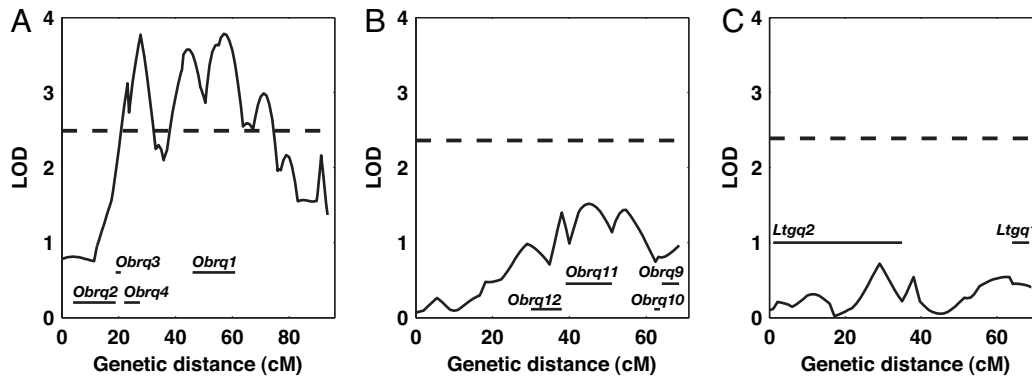 A
4
3
2
1
0
LOD
Obrq3
Obrq1
Obrq2
Obrq4
0 20 40 60 80
Genetic distance (cM)
B
4
3
2
1
0
LOD
Obrq11
Obrq9
Obrq12
Obrq10
0 20 40 60
Genetic distance (cM)
C
4
3
2
1
0
LOD
Ltgq2
Ltgq1
0 20 40 60
Genetic distance (cM)